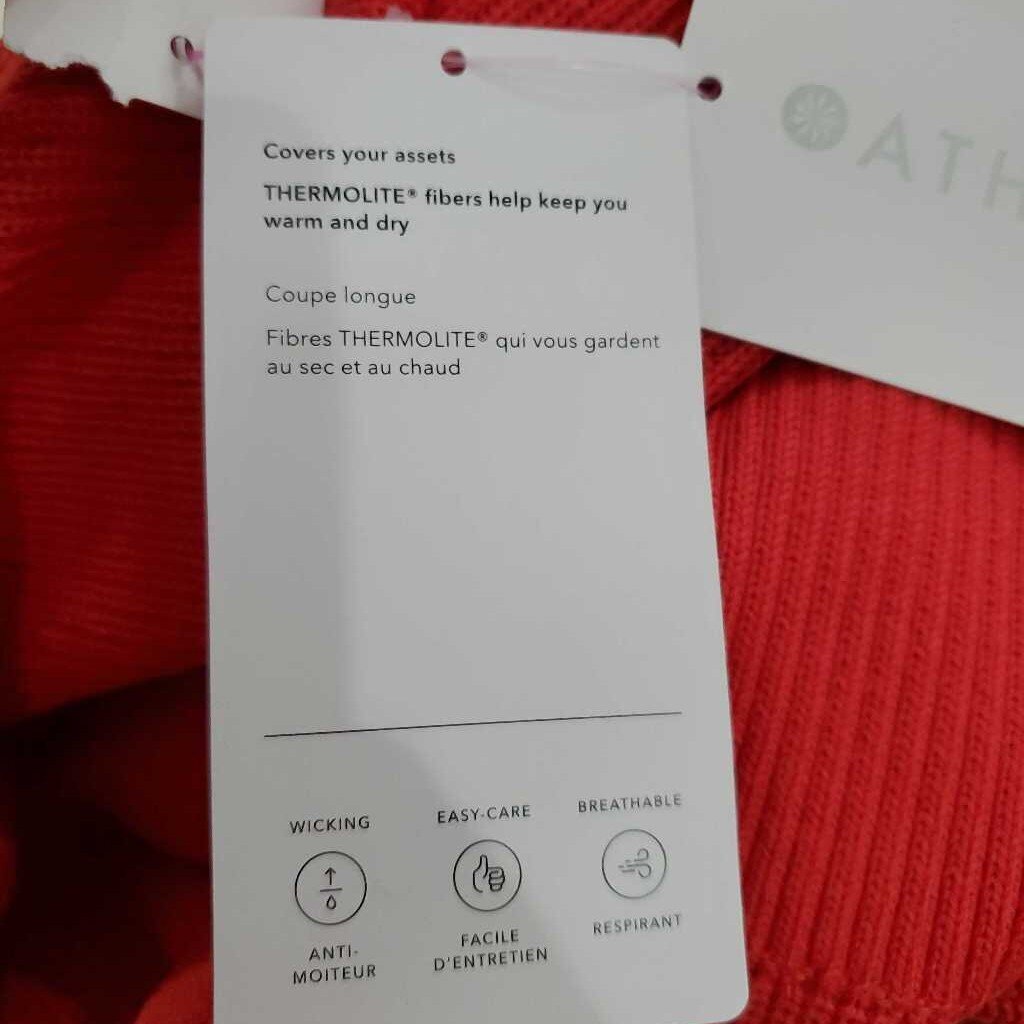 Covers your assets
THERMOLITE® fibers help keep you
warm and dry
Coupe longue
Fibres THERMOLITE® qui vous gardent
au sec et au chaud
WICKING
EASY-CARE
BREATHABLE
ANTI-
MOITEUR
FACILE
D'ENTRETIEN
RESPIRANT
ATH